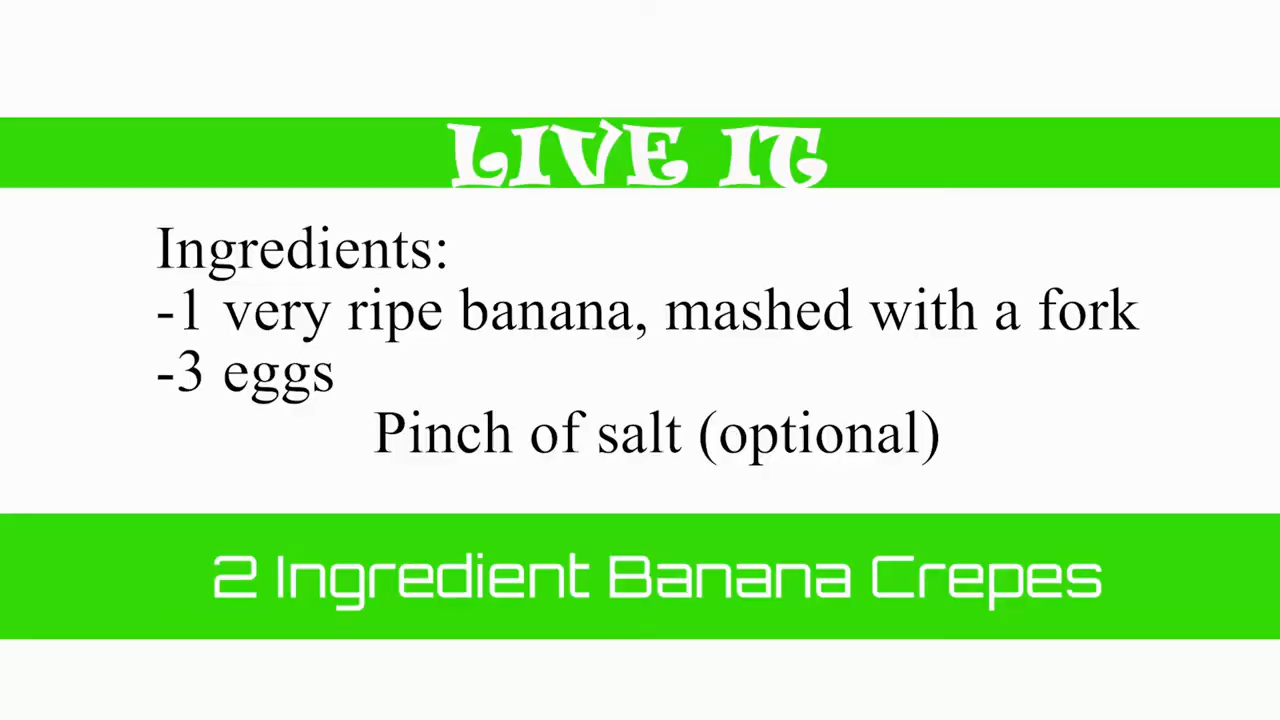 LIVE IT
Ingredients:
-1 very ripe banana, mashed with a fork
-3 eggs
Pinch of salt (optional)
2 Ingredient Banana Crepes